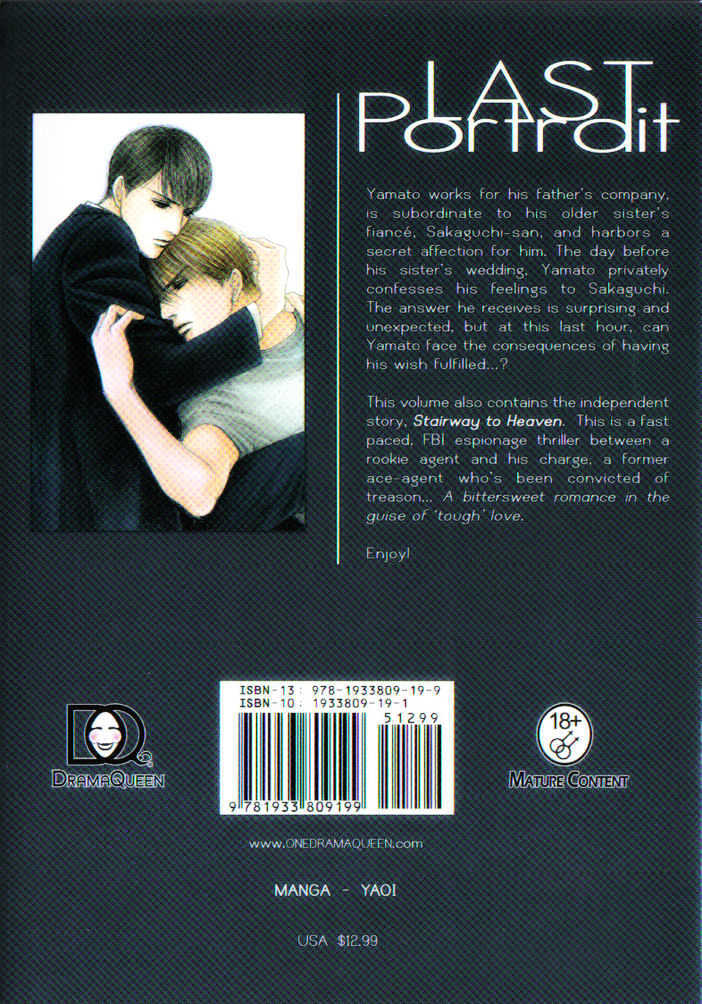 LAST
Portrait
Yamato works for his father's company,
is subordinate to his older sister's
fiancé, Sakaguchi-san, and harbors a
secret affection for him. The day before
his sister's wedding, Yamato privately
confesses his feelings to Sakaguchi.
The answer he receives is surprising and
unexpected, but at this last hour, can
Yamato face the consequences of having
his wish fulfilled...?
This volume also contains the independent
story, Stairway to Heaven. This is a fast
paced, FBI espionage thriller between a
rookie agent and his charge, a former
ace-agent who's been convicted of
treason... A bittersweet romance in the
guise of 'tough' love.
Enjoy!
ISBN-13: 978-1933809-19-9
ISBN-10: 1933809-19-1
51299
9 781933 809199
DQ
DRAMAQUEEN
18+
MATURE CONTENT
www.ONEDRAMAQUEEN.com
MANGA - YAOI
USA $12.99